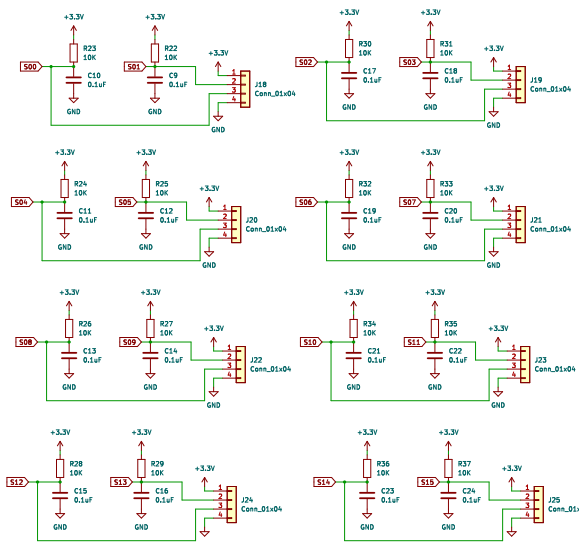 +3.3V
+3.3V
R23
10K
R22
10K
+3.3V
S00
S01
C10
0.1uF
C9
0.1uF
1
2
3
4
J18
Conn_01x04
GND
GND
GND
+3.3V
+3.3V
R30
10K
R31
10K
+3.3V
S02
S03
C17
0.1uF
C18
0.1uF
1
2
3
4
J19
Conn_01x04
GND
GND
GND
+3.3V
+3.3V
R24
10K
R25
10K
+3.3V
S04
S05
C11
0.1uF
C12
0.1uF
1
2
3
4
J20
Conn_01x04
GND
GND
GND
+3.3V
+3.3V
R32
10K
R33
10K
+3.3V
S06
S07
C19
0.1uF
C20
0.1uF
1
2
3
4
J21
Conn_01x04
GND
GND
GND
+3.3V
+3.3V
R26
10K
R27
10K
+3.3V
S08
S09
C13
0.1uF
C14
0.1uF
1
2
3
4
J22
Conn_01x04
GND
GND
GND
+3.3V
+3.3V
R34
10K
R35
10K
+3.3V
S10
S11
C21
0.1uF
C22
0.1uF
1
2
3
4
J23
Conn_01x04
GND
GND
GND
+3.3V
+3.3V
R28
10K
R29
10K
+3.3V
S12
S13
C15
0.1uF
C16
0.1uF
1
2
3
4
J24
Conn_01x04
GND
GND
+3.3V
+3.3V
R36
10K
R37
10K
+3.3V
S14
S15
C23
0.1uF
C24
0.1uF
1
2
3
4
J25
Conn_01x
GND
GND